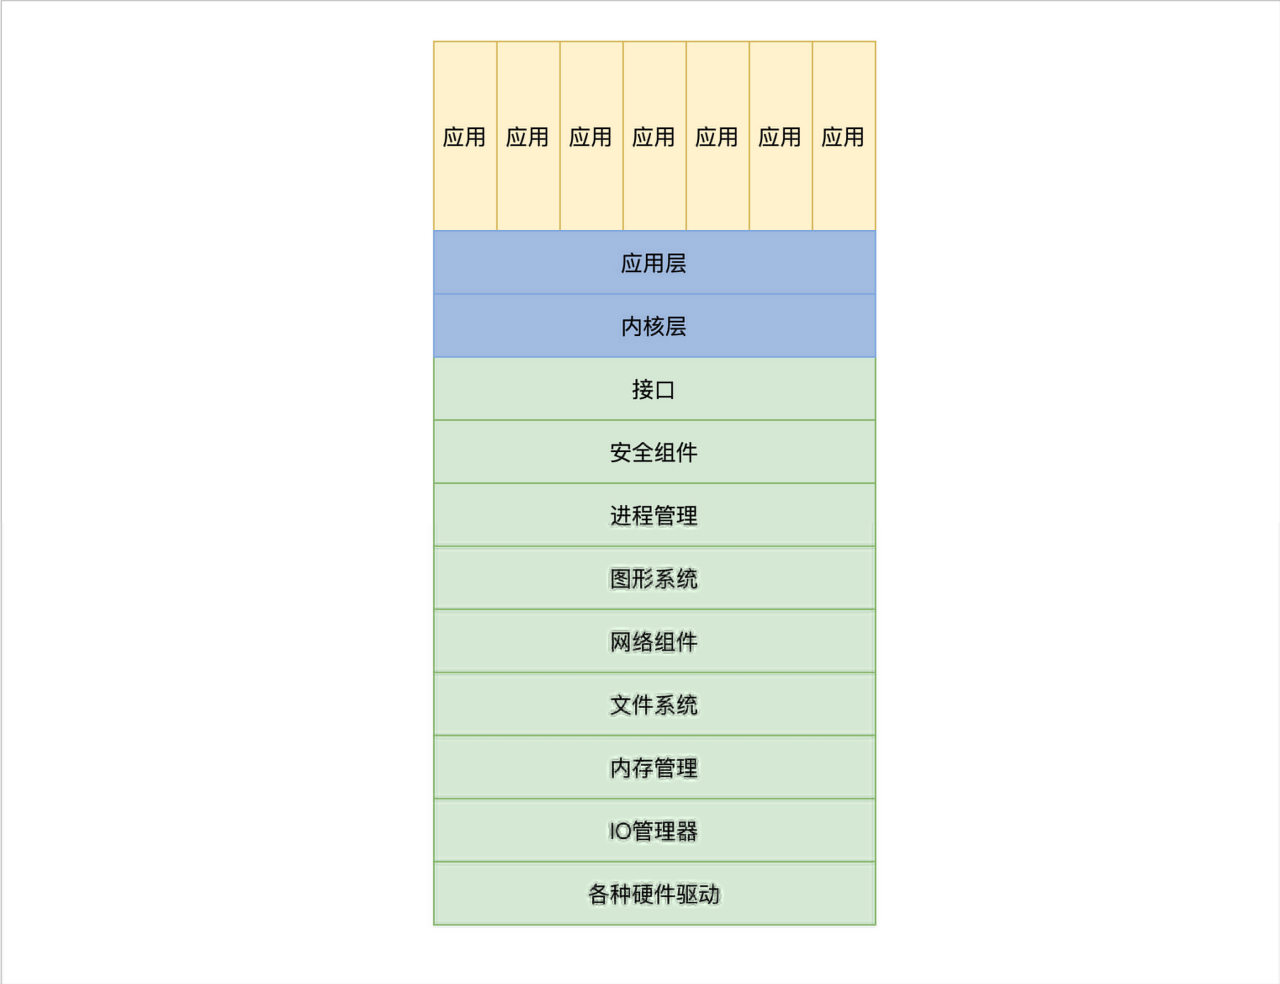 应用 应用 应用 应用 应用 应用 应用
应用层
内核层
接口
安全组件
进程管理
图形系统
网络组件
文件系统
内存管理
IO管理器
各种硬件驱动